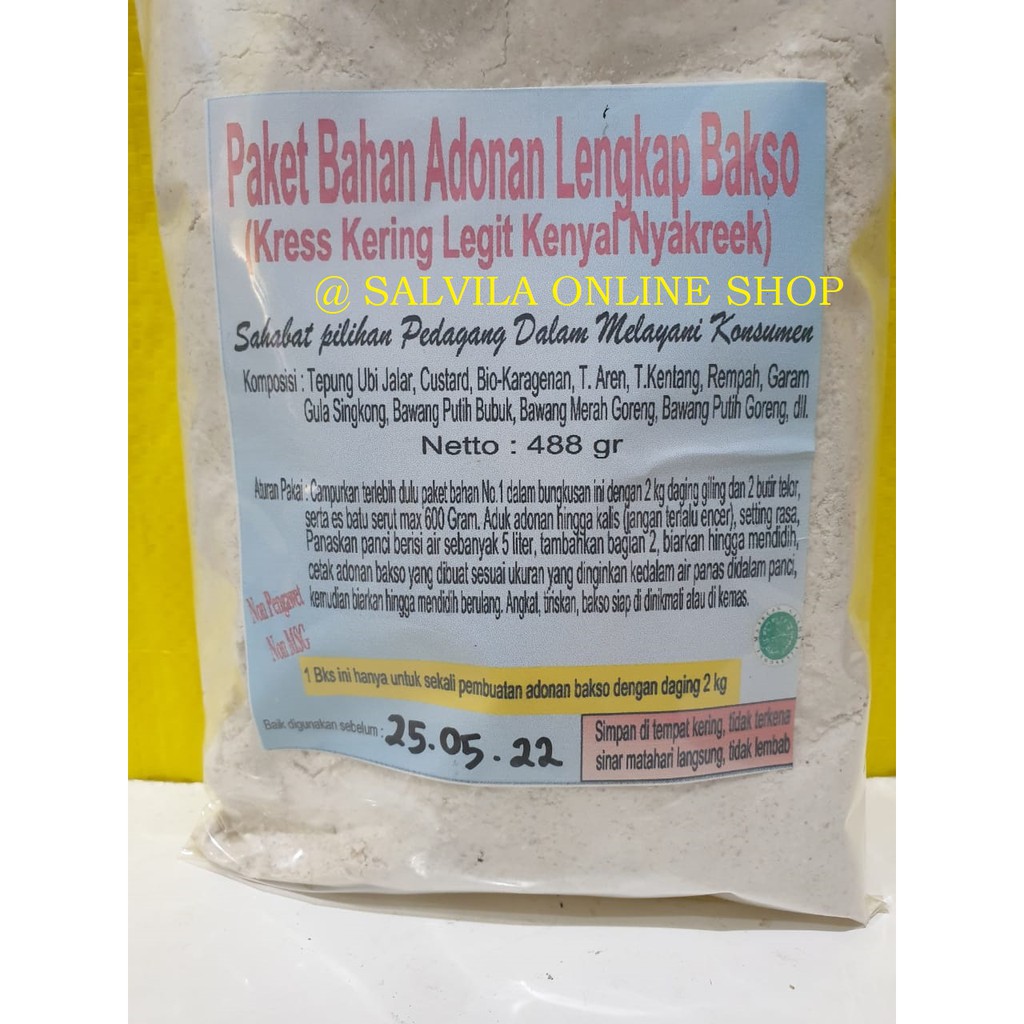 Paket Bahan Adonan Lengkap Bakso
(Kress Kering Legit Kenyal Nyakreek)
@ SALVILA ONLINE SHOP
Sahabat pilihan Pedagang Dalam Melayani Konsumen
Komposisi : Tepung Ubi Jalar, Custard, Bio-Karagenan, T. Aren, T.Kentang, Rempah, Garam
Gula Singkong, Bawang Putih Bubuk, Bawang Merah Goreng, Bawang Putih Goreng, dll.
Netto : 488 gr
Aturan Pakai : Campurkan terlebih dulu paket bahan No.1 dalam bungkusan ini dengan 2 kg daging giling dan 2 butir telor,
serta es batu serut max 600 Gram. Aduk adonan hingga kalis (jangan terlalu encer), setting rasa,
Panaskan panci berisi air sebanyak 5 liter, tambahkan bagian 2, biarkan hingga mendidih,
cetak adonan bakso yang dibuat sesuai ukuran yang dinginkan kedalam air panas didalam panci,
kemudian biarkan hingga mendidih berulang. Angkat, tiriskan, bakso siap di dinikmati alau di kemas.
Non Pengawet
Non MSG
1 Bks ini hanya untuk sekali pembuatan adonan bakso dengan daging 2 kg
Baik digunakan sebelum : 25.05.22
Simpan di tempat kering, tidak terkena
sinar matahari langsung, tidak lembab